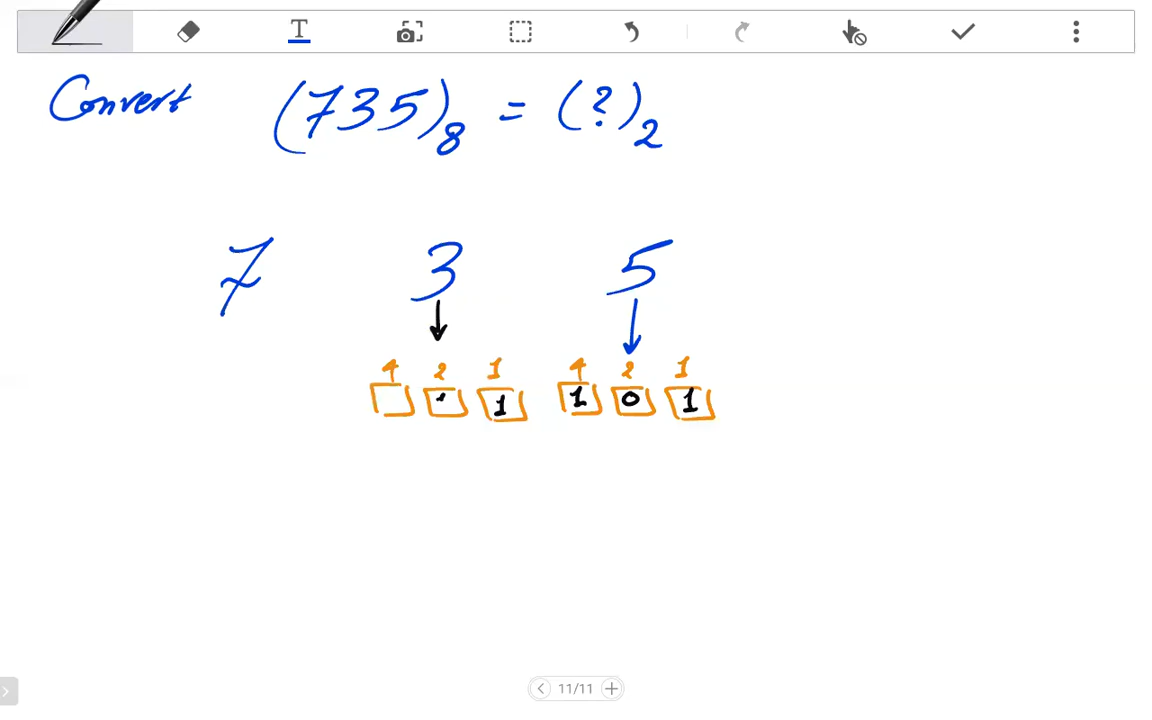 T
Convert (735)8 = (?)2
7 3 5
4 2 1 4 2 1
1 1 0 1
11/11